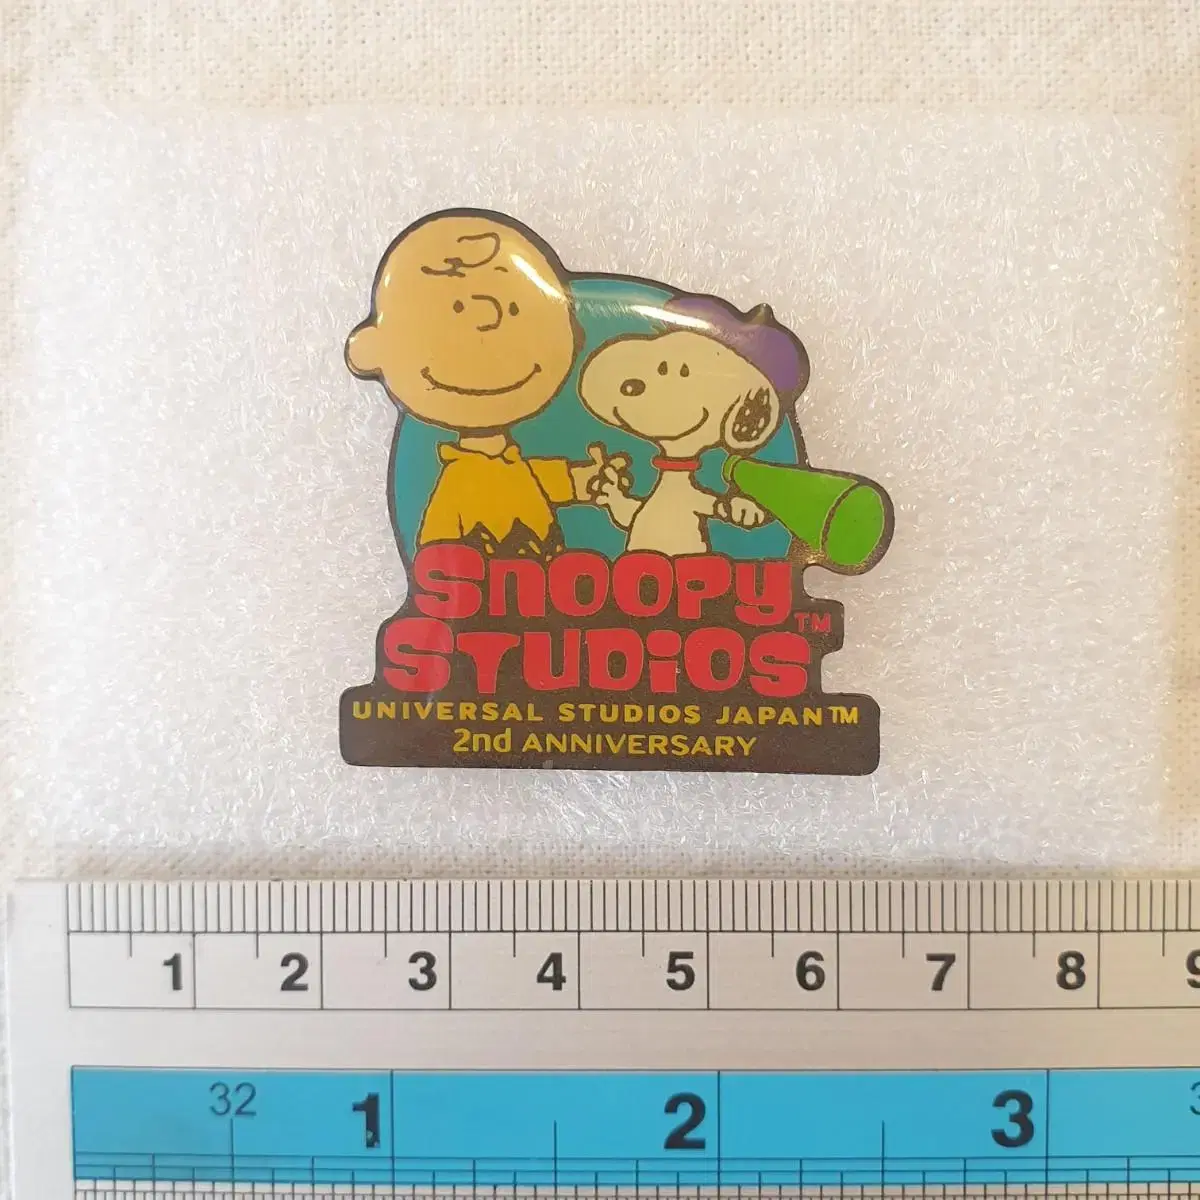 SNOOPY
STUDIOS™
UNIVERSAL STUDIOS JAPAN™
2nd ANNIVERSARY
1 2 3 4 5 6 7 8 9
32 1 2 3 3